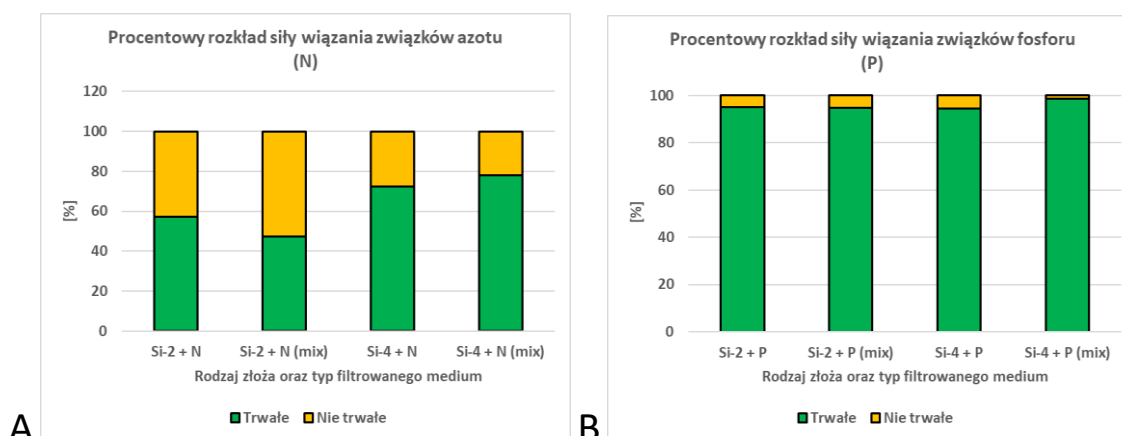 Procentowy rozkład siły wiązania związków azotu
(N)
120
100
80
60
40
20
0
[%]
Si-2 + N
Si-2 + N (mix)
Si-4 + N
Si-4 + N (mix)
Rodzaj złoża oraz typ filtrowanego medium
Trwałe
Nie trwałe
A
Procentowy rozkład siły wiązania związków fosforu
(P)
100
80
60
40
20
0
[%]
Si-2 + P
Si-2 + P (mix)
Si-4 + P
Si-4 + P (mix)
Rodzaj złoża oraz typ filtrowanego medium
Trwałe
Nie trwałe
B